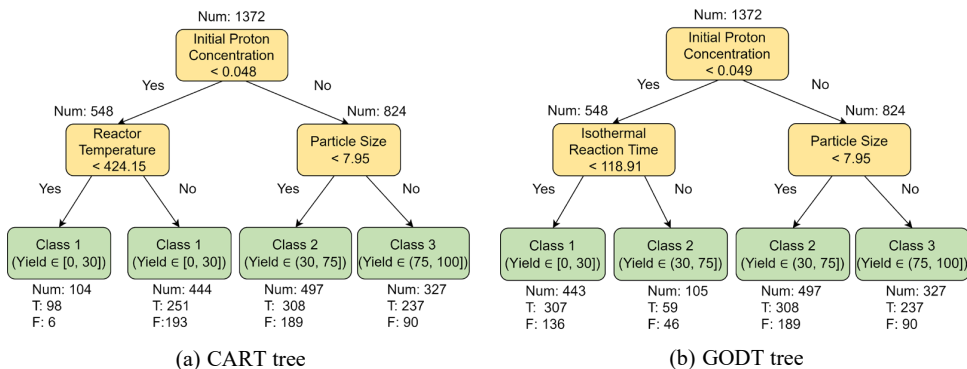 Num: 1372
Initial Proton
Concentration
< 0.048
Yes
No
Num: 548
Num: 824
Reactor
Temperature
< 424.15
Particle Size
< 7.95
Yes
No
Yes
No
Class 1
(Yield ∈ [0, 30])
Class 1
(Yield ∈ [0, 30])
Class 2
(Yield ∈ (30, 75])
Class 3
(Yield ∈ (75, 100])
Num: 104
T: 98
F: 6
Num: 444
T: 251
F:193
Num: 497
T: 308
F: 189
Num: 327
T: 237
F: 90
(a) CART tree
Num: 1372
Initial Proton
Concentration
< 0.049
Yes
No
Num: 548
Num: 824
Isothermal
Reaction Time
< 118.91
Particle Size
< 7.95
Yes
No
Yes
No
Class 1
(Yield ∈ [0, 30])
Class 2
(Yield ∈ (30, 75])
Class 2
(Yield ∈ (30, 75])
Class 3
(Yield ∈ (75, 100])
Num: 443
T: 307
F: 136
Num: 105
T: 59
F: 46
Num: 497
T: 308
F: 189
Num: 327
T: 237
F: 90
(b) GODT tree